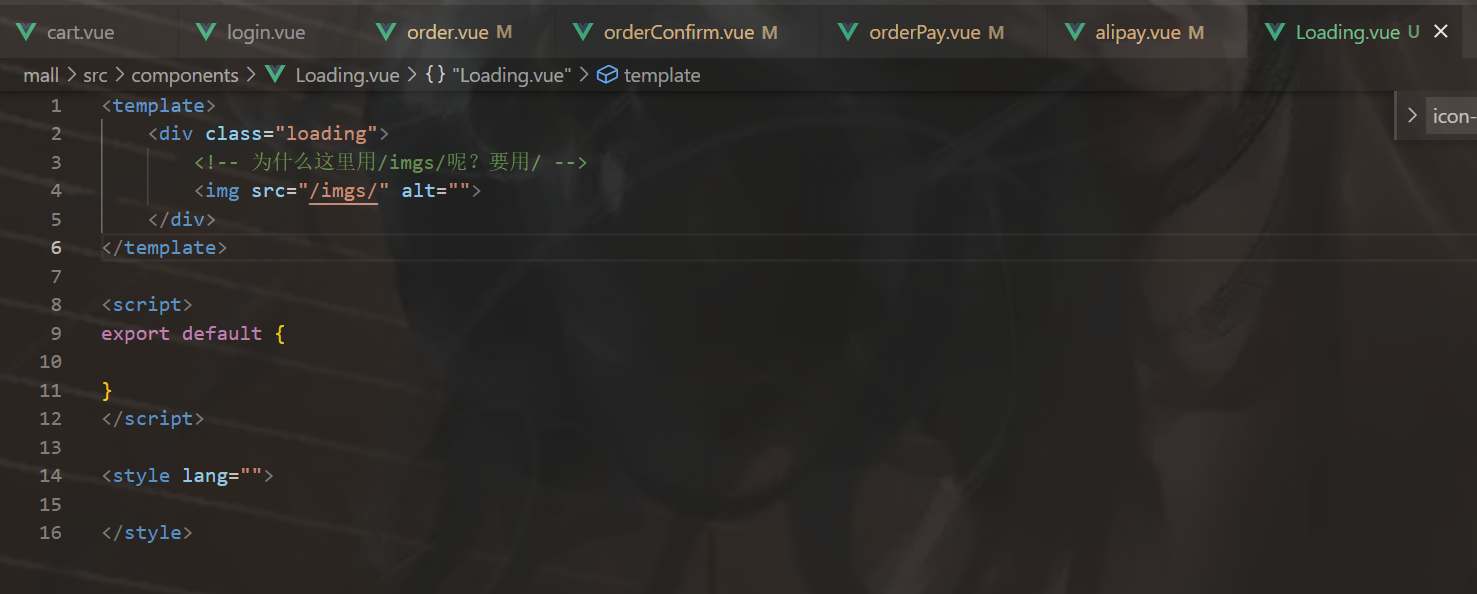 cart.vue login.vue order.vue M orderConfirm.vue M orderPay.vue M alipay.vue M Loading.vue U
mall > src > components > Loading.vue > {} "Loading.vue" > template
icon-
1 <template>
2 <div class="loading">
3 <!-- 为什么这里用/imgs/呢？要用/ -->
4 <img src="/imgs/" alt="">
5 </div>
6 </template>
7
8 <script>
9 export default {
10
11 }
12 </script>
13
14 <style lang="">
15
16 </style>